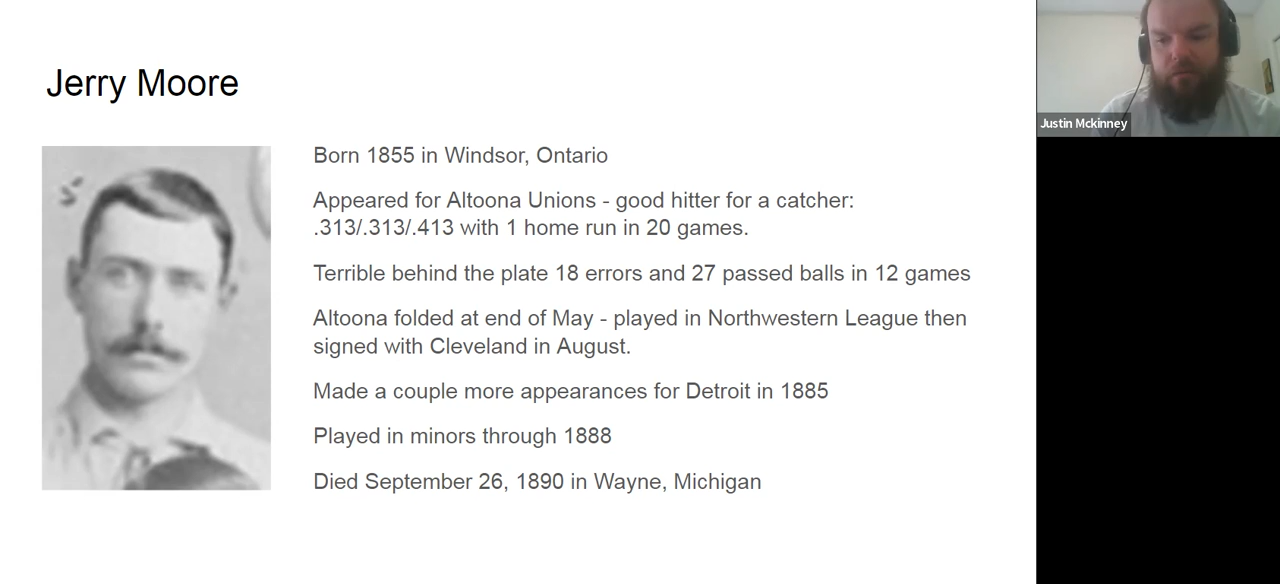 Jerry Moore
Born 1855 in Windsor, Ontario
Appeared for Altoona Unions - good hitter for a catcher:
.313/.313/.413 with 1 home run in 20 games.
Terrible behind the plate 18 errors and 27 passed balls in 12 games
Altoona folded at end of May - played in Northwestern League then
signed with Cleveland in August.
Made a couple more appearances for Detroit in 1885
Played in minors through 1888
Died September 26, 1890 in Wayne, Michigan
Justin Mckinney